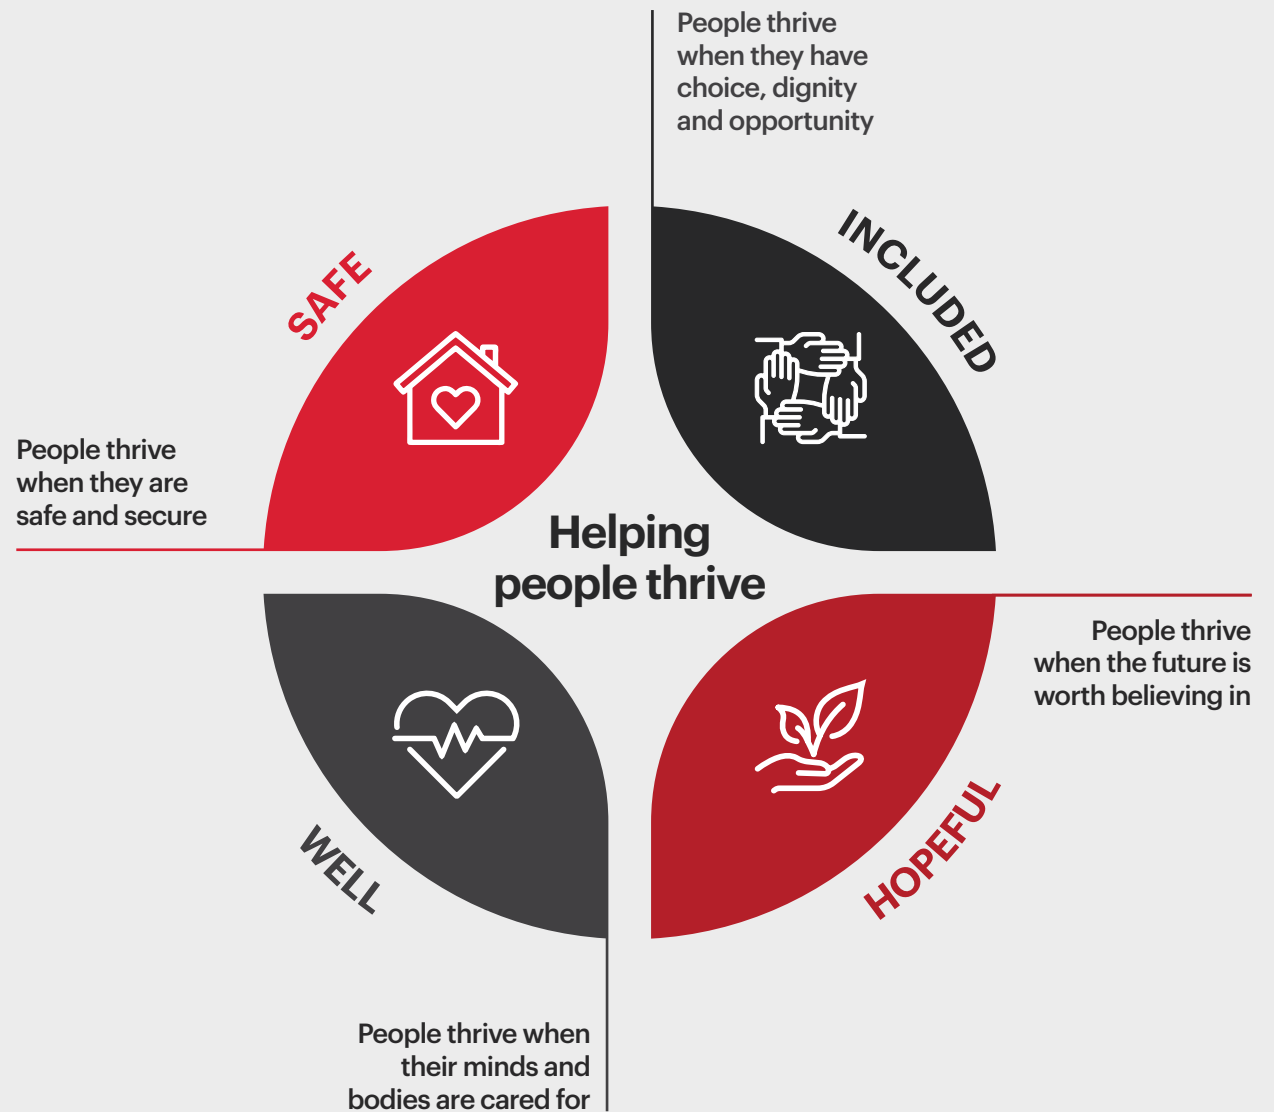 People thrive
when they have
choice, dignity
and opportunity
SAFE
INCLUDED
People thrive
when they are
safe and secure
Helping
people thrive
People thrive
when the future is
worth believing in
WELL
HOPEFUL
People thrive when
their minds and
bodies are cared for